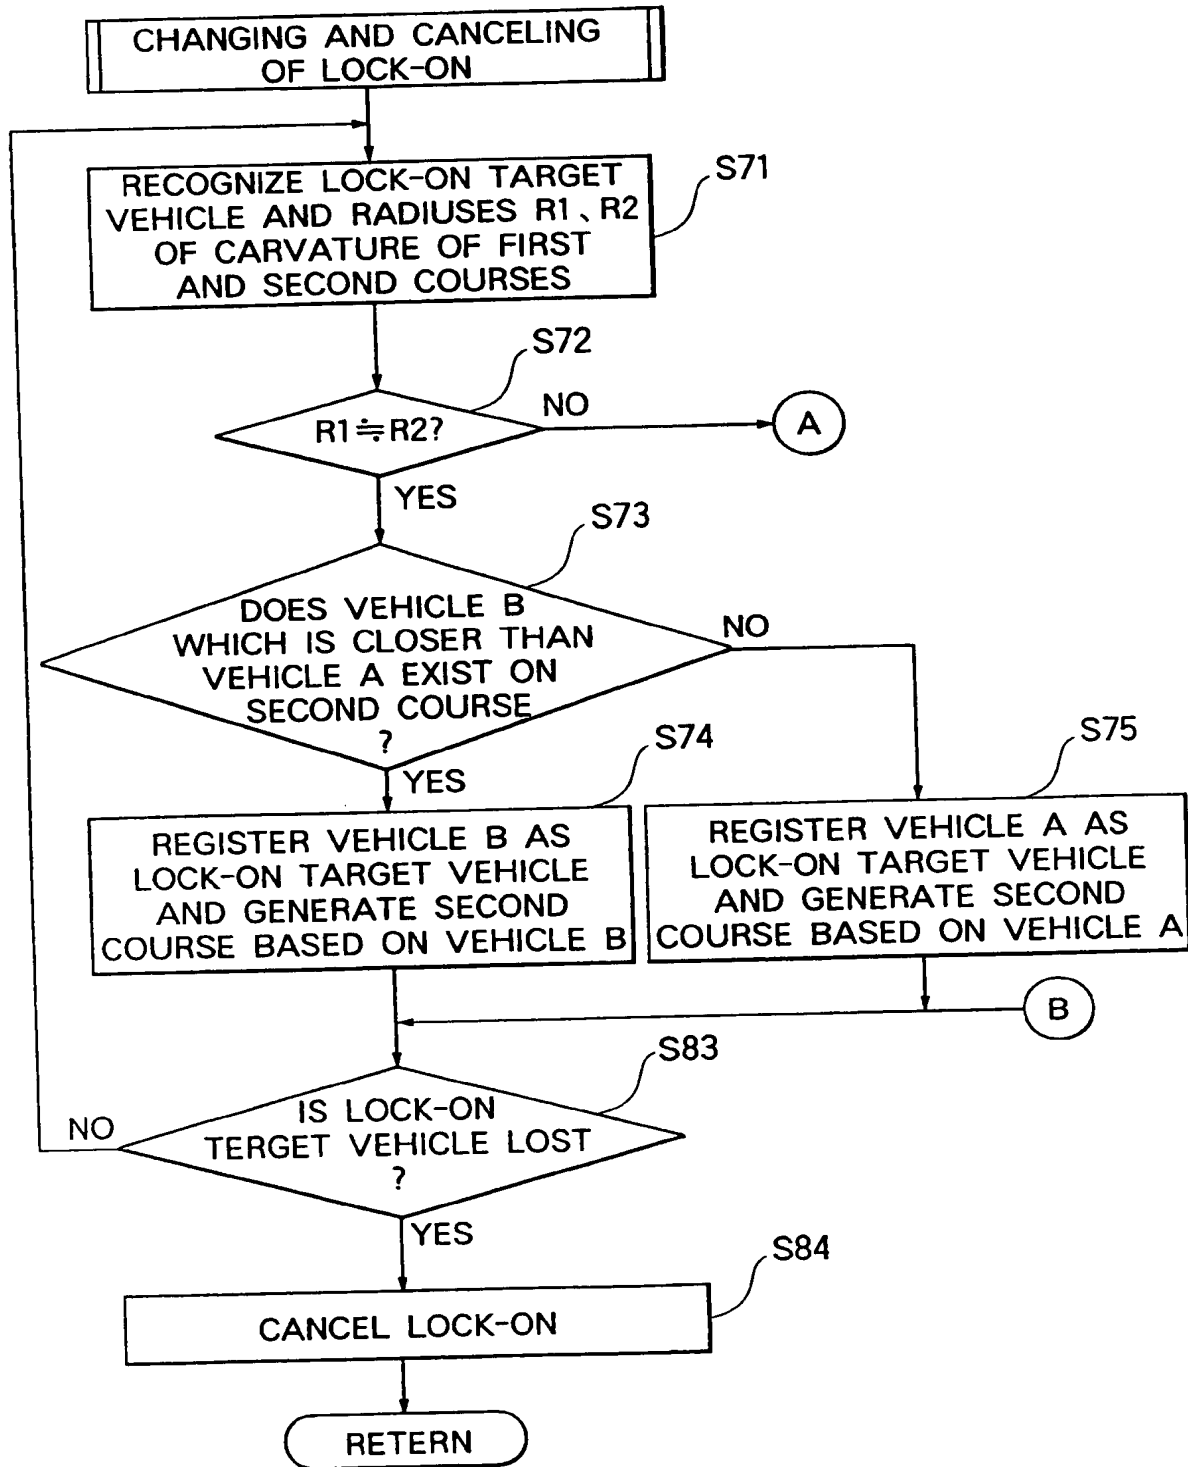 CHANGING AND CANCELING
OF LOCK-ON
S71
RECOGNIZE LOCK-ON TARGET
VEHICLE AND RADIUSES R1、R2
OF CARVATURE OF FIRST
AND SECOND COURSES
S72
R1≒R2?
NO
A
YES
S73
DOES VEHICLE B
WHICH IS CLOSER THAN
VEHICLE A EXIST ON
SECOND COURSE
?
NO
YES
S74
S75
REGISTER VEHICLE B AS
LOCK-ON TARGET VEHICLE
AND GENERATE SECOND
COURSE BASED ON VEHICLE B
REGISTER VEHICLE A AS
LOCK-ON TARGET VEHICLE
AND GENERATE SECOND
COURSE BASED ON VEHICLE A
B
S83
IS LOCK-ON
TERGET VEHICLE LOST
?
NO
YES
S84
CANCEL LOCK-ON
RETERN